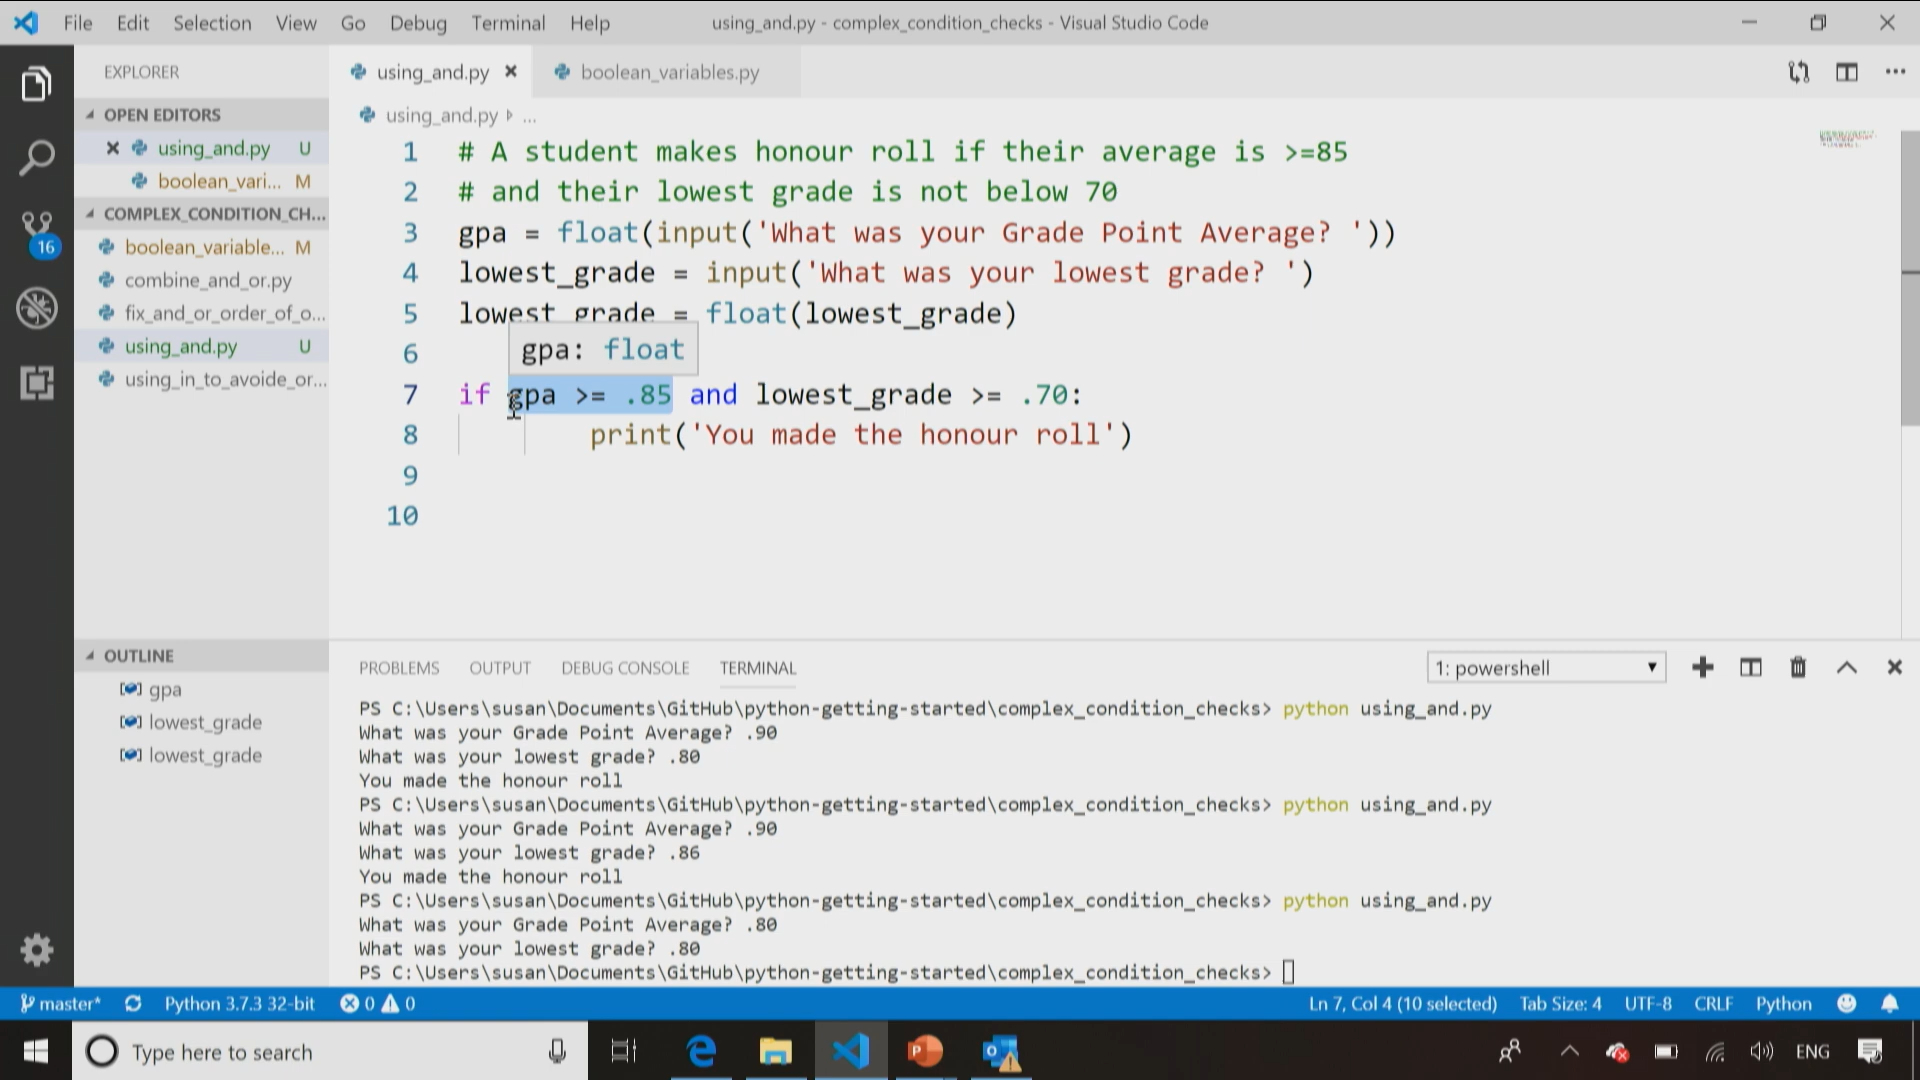 File Edit Selection View Go Debug Terminal Help using_and.py - complex_condition_checks - Visual Studio Code
EXPLORER
OPEN EDITORS
using_and.py U
boolean_vari... M
COMPLEX_CONDITION_CH...
boolean_variable... M
combine_and_or.py
fix_and_or_order_of_o...
using_and.py U
using_in_to_avoide_or...
16
OUTLINE
gpa
lowest_grade
lowest_grade
using_and.py boolean_variables.py
using_and.py ...
1 # A student makes honour roll if their average is >=85
2 # and their lowest grade is not below 70
3 gpa = float(input('What was your Grade Point Average? '))
4 lowest_grade = input('What was your lowest grade? ')
5 lowest_grade = float(lowest_grade)
6
gpa: float
7 if gpa >= .85 and lowest_grade >= .70:
8 print('You made the honour roll')
9
10
PROBLEMS OUTPUT DEBUG CONSOLE TERMINAL 1: powershell
PS C:\Users\susan\Documents\GitHub\python-getting-started\complex_condition_checks> python using_and.py
What was your Grade Point Average? .90
What was your lowest grade? .80
You made the honour roll
PS C:\Users\susan\Documents\GitHub\python-getting-started\complex_condition_checks> python using_and.py
What was your Grade Point Average? .90
What was your lowest grade? .86
You made the honour roll
PS C:\Users\susan\Documents\GitHub\python-getting-started\complex_condition_checks> python using_and.py
What was your Grade Point Average? .80
What was your lowest grade? .80
PS C:\Users\susan\Documents\GitHub\python-getting-started\complex_condition_checks>
master* Python 3.7.3 32-bit 0 0 Ln 7, Col 4 (10 selected) Tab Size: 4 UTF-8 CRLF Python
Type here to search ENG